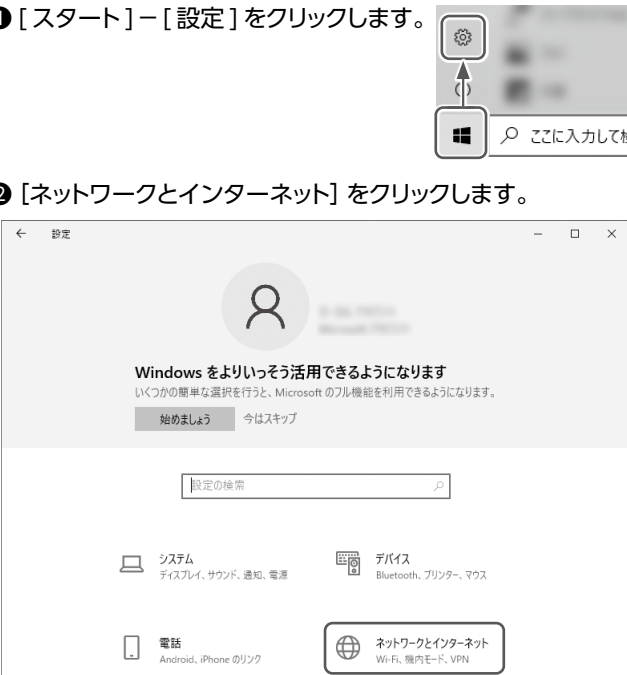 ❶ [スタート]－[設定]をクリックします。
ここに入力して検
❷ [ネットワークとインターネット] をクリックします。
設定
Windows をよりいっそう活用できるようになります
いくつかの簡単な選択を行うと、Microsoft のフル機能を利用できるようになります。
始めましょう 今はスキップ
設定の検索
システム
ディスプレイ、サウンド、通知、電源
デバイス
Bluetooth、プリンター、マウス
電話
Android、iPhone のリンク
ネットワークとインターネット
Wi-Fi、機内モード、VPN